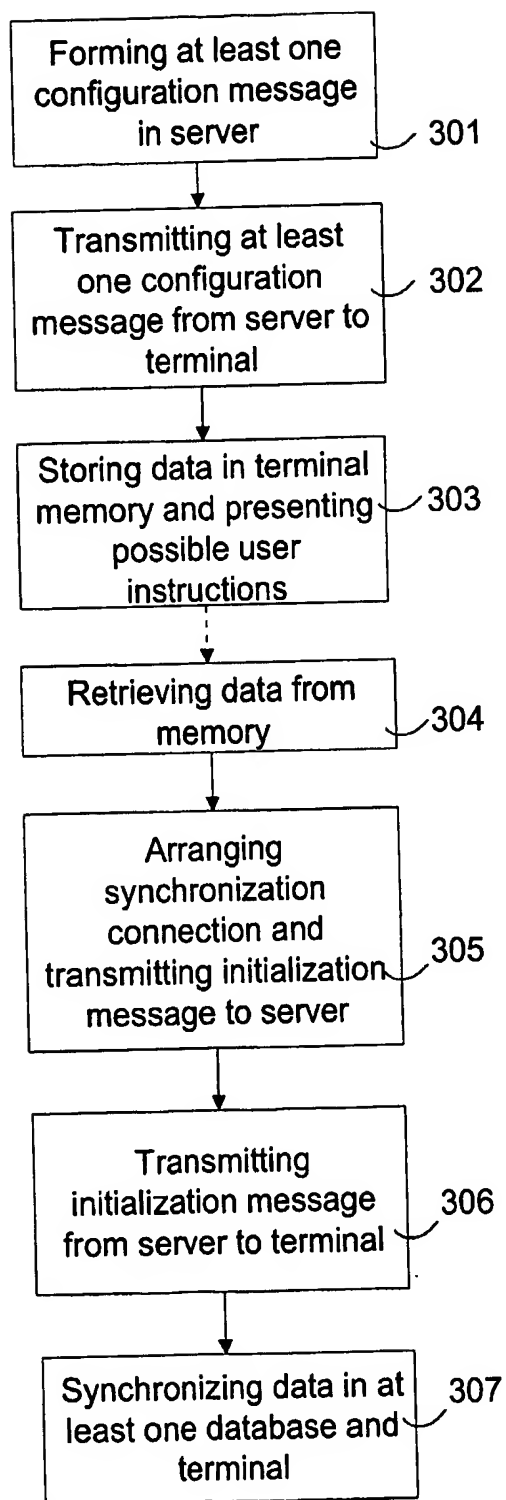 Forming at least one
configuration message
in server
301
Transmitting at least
one configuration
message from server to
terminal
302
Storing data in terminal
memory and presenting
possible user
instructions
303
Retrieving data from
memory
304
Arranging
synchronization
connection and
transmitting initialization
message to server
305
Transmitting
initialization message
from server to terminal
306
Synchronizing data in at
least one database and
terminal
307